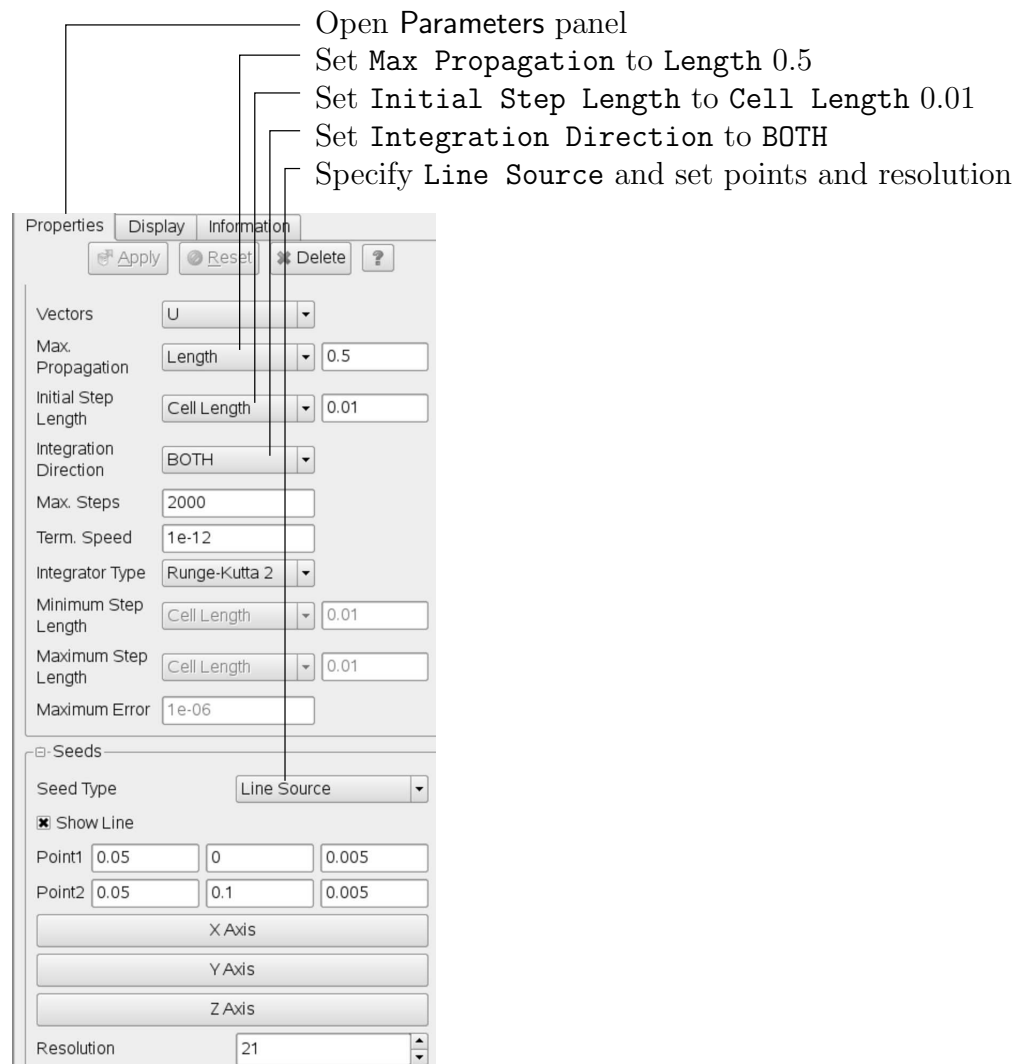 Open Parameters panel
Set Max Propagation to Length 0.5
Set Initial Step Length to Cell Length 0.01
Set Integration Direction to BOTH
Specify Line Source and set points and resolution
Properties Display Information
Apply Reset Delete ?
Vectors U
Max.
Propagation Length 0.5
Initial Step
Length Cell Length 0.01
Integration
Direction BOTH
Max. Steps 2000
Term. Speed 1e-12
Integrator Type Runge-Kutta 2
Minimum Step
Length Cell Length 0.01
Maximum Step
Length Cell Length 0.01
Maximum Error 1e-06
Seeds
Seed Type Line Source
Show Line
Point1 0.05 0 0.005
Point2 0.05 0.1 0.005
X Axis
Y Axis
Z Axis
Resolution 21